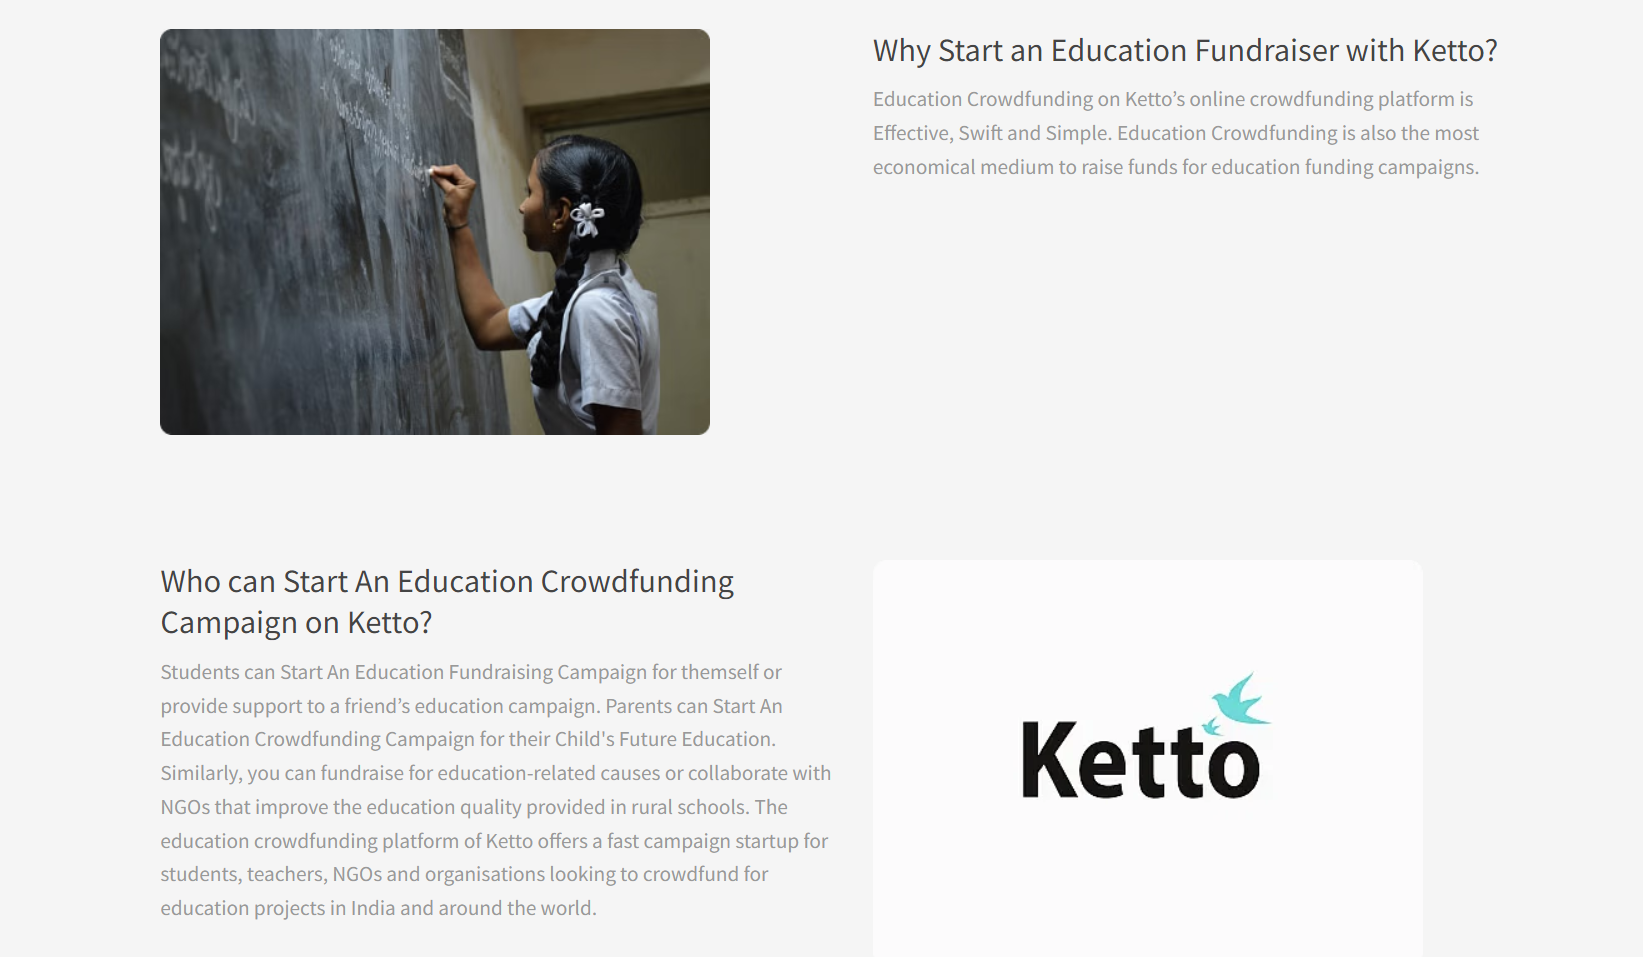 Why Start an Education Fundraiser with Ketto?
Education Crowdfunding on Ketto’s online crowdfunding platform is
Effective, Swift and Simple. Education Crowdfunding is also the most
economical medium to raise funds for education funding campaigns.
Who can Start An Education Crowdfunding
Campaign on Ketto?
Students can Start An Education Fundraising Campaign for themself or
provide support to a friend’s education campaign. Parents can Start An
Education Crowdfunding Campaign for their Child's Future Education.
Similarly, you can fundraise for education-related causes or collaborate with
NGOs that improve the education quality provided in rural schools. The
education crowdfunding platform of Ketto offers a fast campaign startup for
students, teachers, NGOs and organisations looking to crowdfund for
education projects in India and around the world.
Ketto